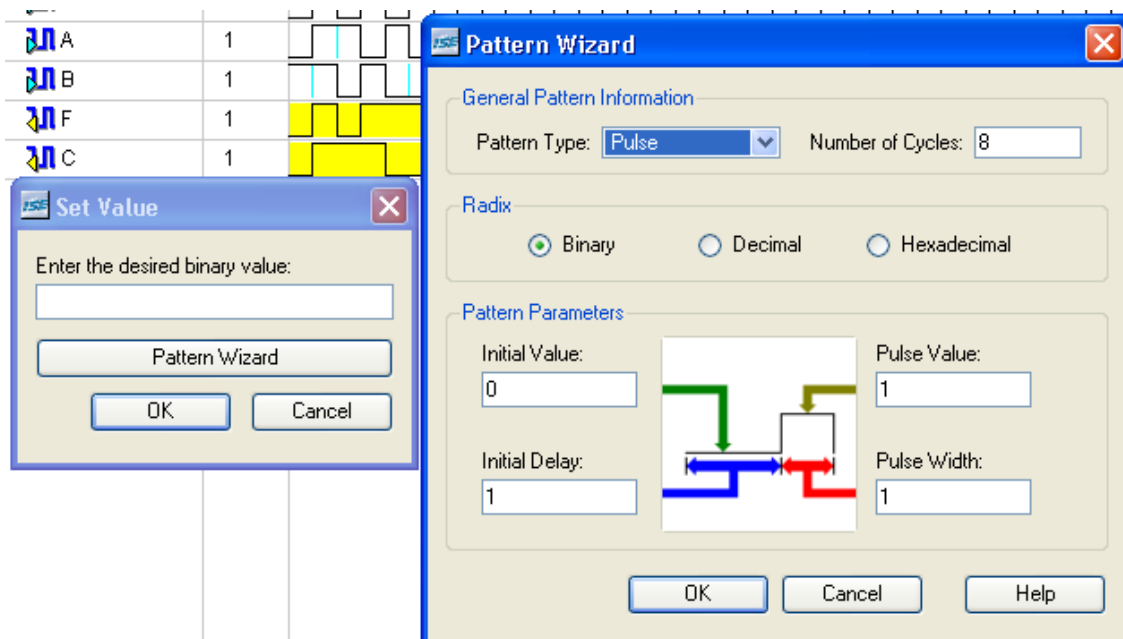 A 1
B 1
F 1
C 1
ISE Set Value
Enter the desired binary value:
Pattern Wizard
OK Cancel
ISE Pattern Wizard
General Pattern Information
Pattern Type: Pulse Number of Cycles: 8
Radix
Binary Decimal Hexadecimal
Pattern Parameters
Initial Value: Pulse Value:
0 1
Initial Delay: Pulse Width:
1 1
OK Cancel Help